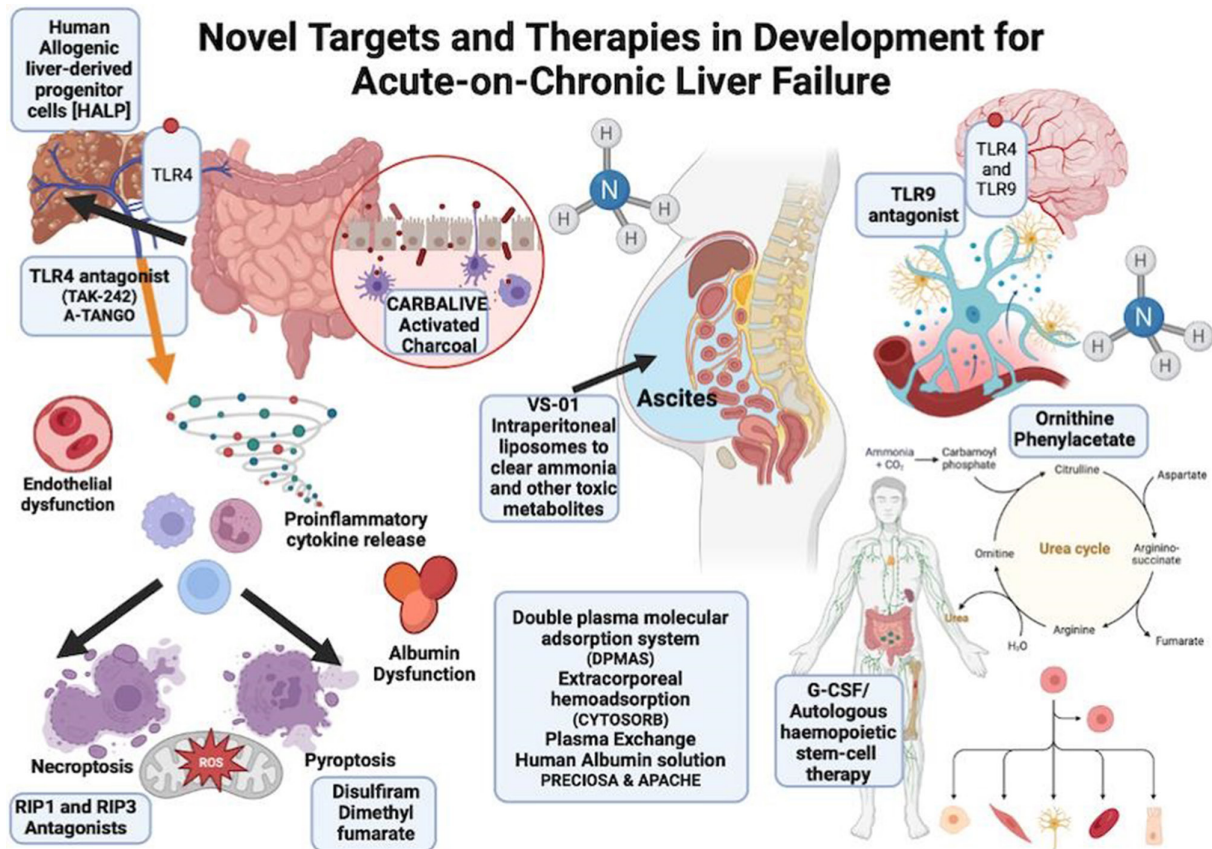 Novel Targets and Therapies in Development for
Acute-on-Chronic Liver Failure
Human
Allogenic
liver-derived
progenitor
cells [HALP]
TLR4
TLR4 antagonist
(TAK-242)
A-TANGO
CARBALIVE
Activated
Charcoal
Endothelial
dysfunction
Proinflammatory
cytokine release
Albumin
Dysfunction
Necroptosis
ROS
Pyroptosis
RIP1 and RIP3
Antagonists
Disulfiram
Dimethyl
fumarate
H
N
H
H
H
Ascites
VS-01
Intraperitoneal
liposomes to
clear ammonia
and other toxic
metabolites
Double plasma molecular
adsorption system
(DPMAS)
Extracorporeal
hemoadsorption
(CYTOSORB)
Plasma Exchange
Human Albumin solution
PRECIOSA & APACHE
TLR4
and
TLR9
TLR9
antagonist
H
N
H
H
H
Ornithine
Phenylacetate
Ammonia
+ CO₂
Carbamoyl
phosphate
Citrulline
Aspartate
Ornitine
Urea cycle
Arginino-
succinate
Urea
H₂O
Arginine
Fumarate
G-CSF/
Autologous
haemopoietic
stem-cell
therapy